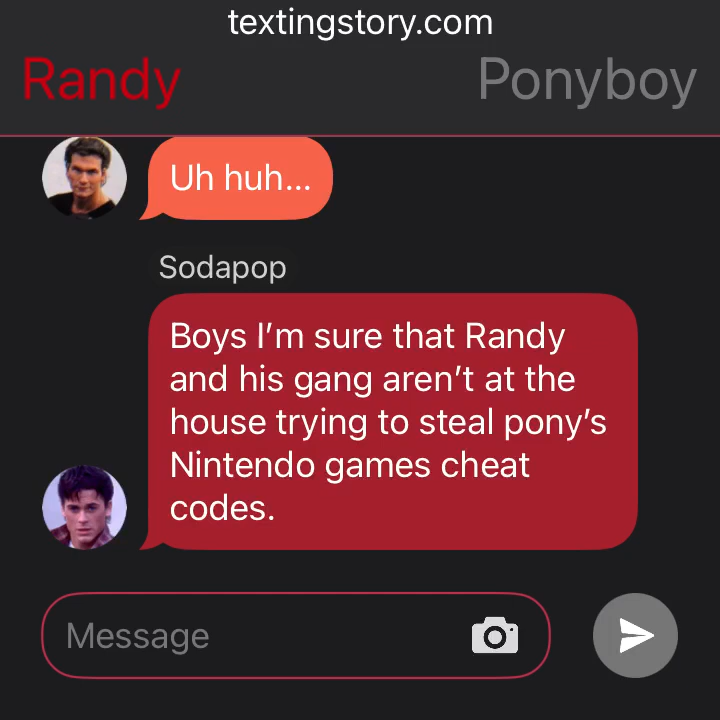 textingstory.com
Randy
Ponyboy
Uh huh...
Sodapop
Boys I’m sure that Randy
and his gang aren’t at the
house trying to steal pony’s
Nintendo games cheat
codes.
Message